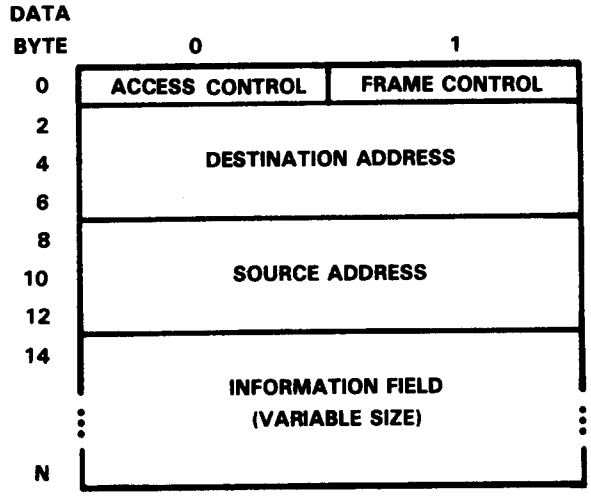 DATA
BYTE 0 1
0 ACCESS CONTROL FRAME CONTROL
2
4 DESTINATION ADDRESS
6
8
10 SOURCE ADDRESS
12
14
INFORMATION FIELD
(VARIABLE SIZE)
N